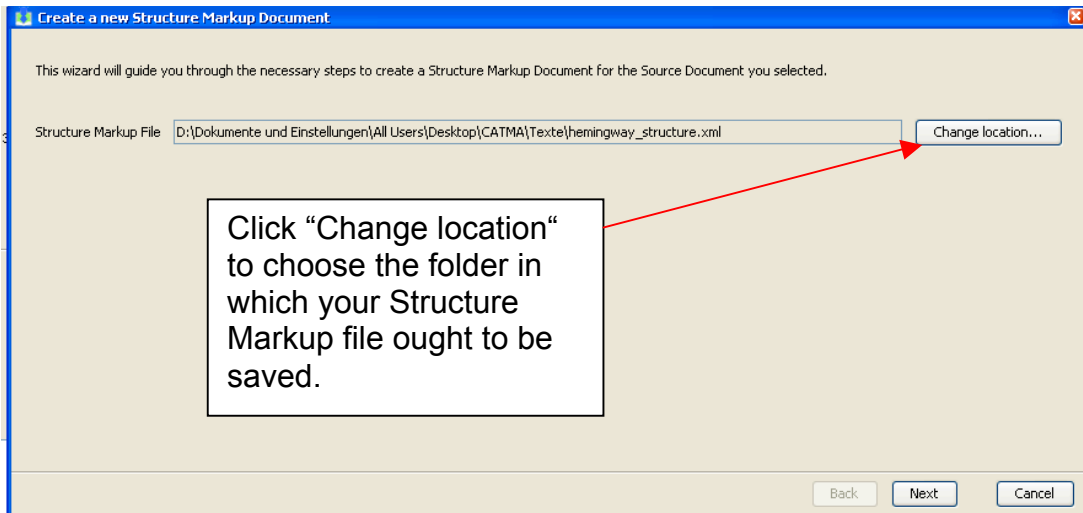 Create a new Structure Markup Document
This wizard will guide you through the necessary steps to create a Structure Markup Document for the Source Document you selected.
3
Structure Markup File D:\Dokumente und Einstellungen\All Users\Desktop\CATMA\Texte\hemingway_structure.xml Change location...
Click “Change location“
to choose the folder in
which your Structure
Markup file ought to be
saved.
Back Next Cancel